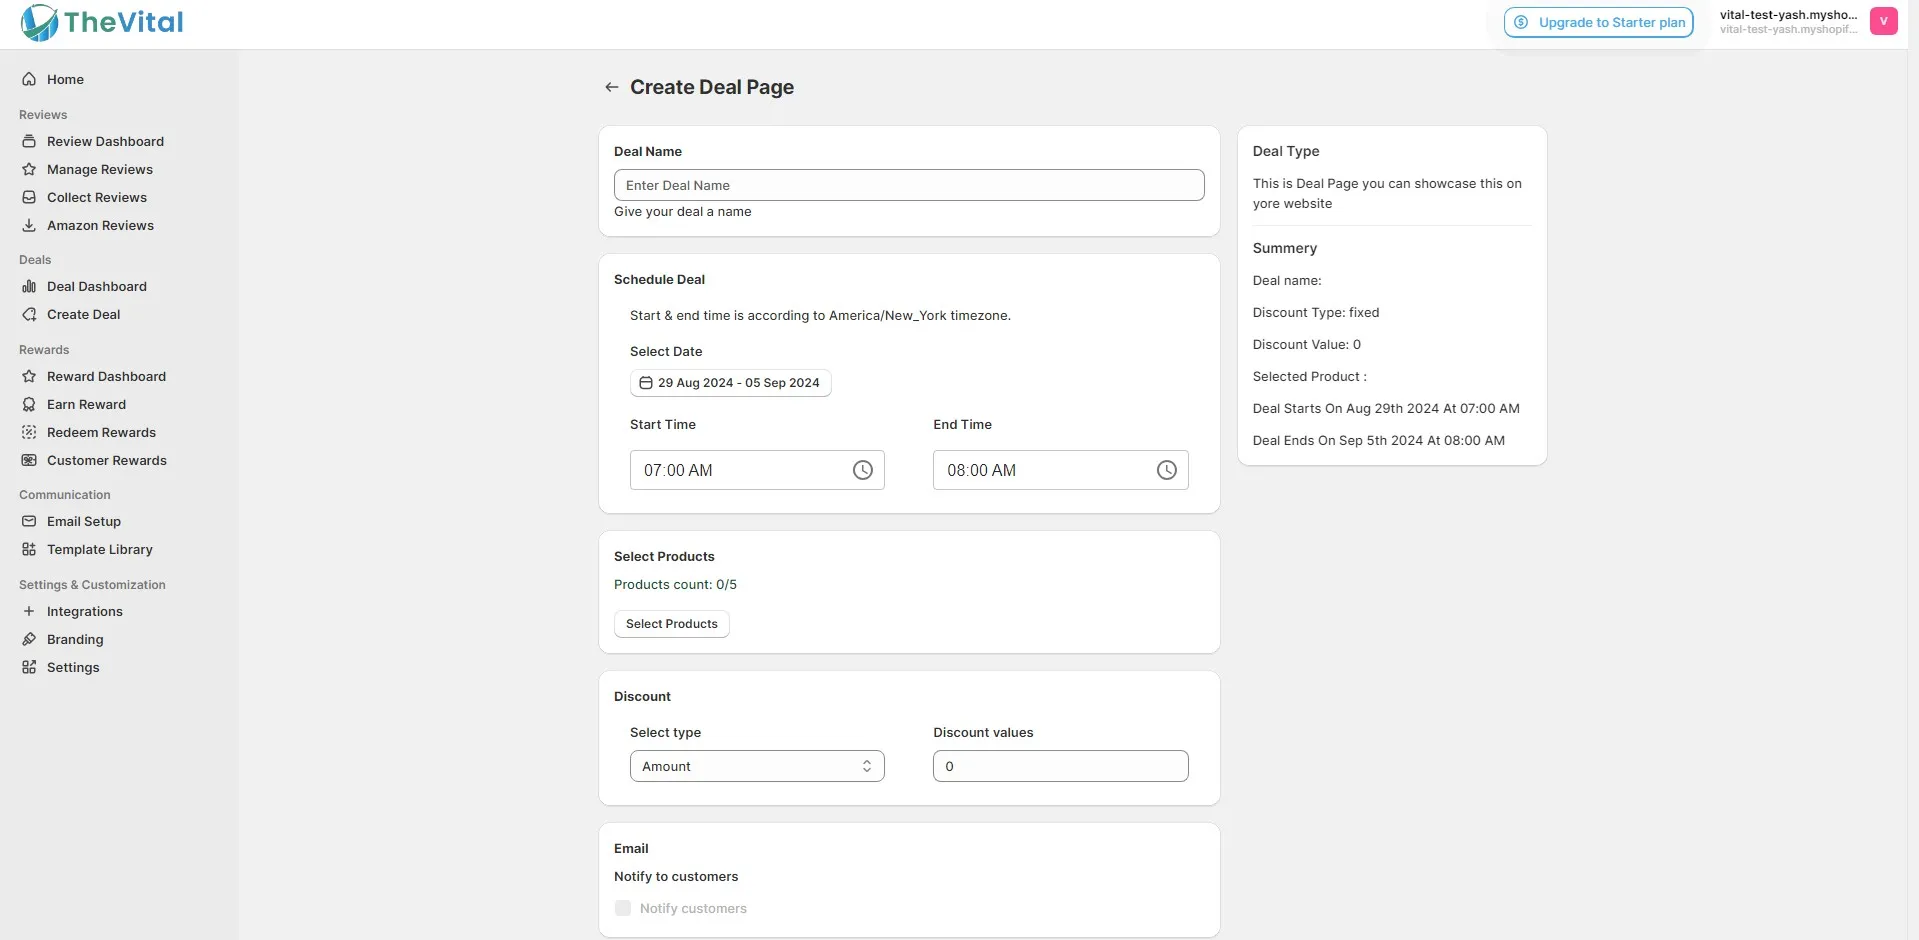 TheVital
Upgrade to Starter plan
vital-test-yash.mysho...
vital-test-yash.myshopif...
V
Home
Reviews
Review Dashboard
Manage Reviews
Collect Reviews
Amazon Reviews
Deals
Deal Dashboard
Create Deal
Rewards
Reward Dashboard
Earn Reward
Redeem Rewards
Customer Rewards
Communication
Email Setup
Template Library
Settings & Customization
Integrations
Branding
Settings
Create Deal Page
Deal Name
Enter Deal Name
Give your deal a name
Schedule Deal
Start & end time is according to America/New_York timezone.
Select Date
29 Aug 2024 - 05 Sep 2024
Start Time
End Time
07:00 AM
08:00 AM
Select Products
Products count: 0/5
Select Products
Discount
Select type
Discount values
Amount
0
Email
Notify to customers
Notify customers
Deal Type
This is Deal Page you can showcase this on
yore website
Summery
Deal name:
Discount Type: fixed
Discount Value: 0
Selected Product :
Deal Starts On Aug 29th 2024 At 07:00 AM
Deal Ends On Sep 5th 2024 At 08:00 AM